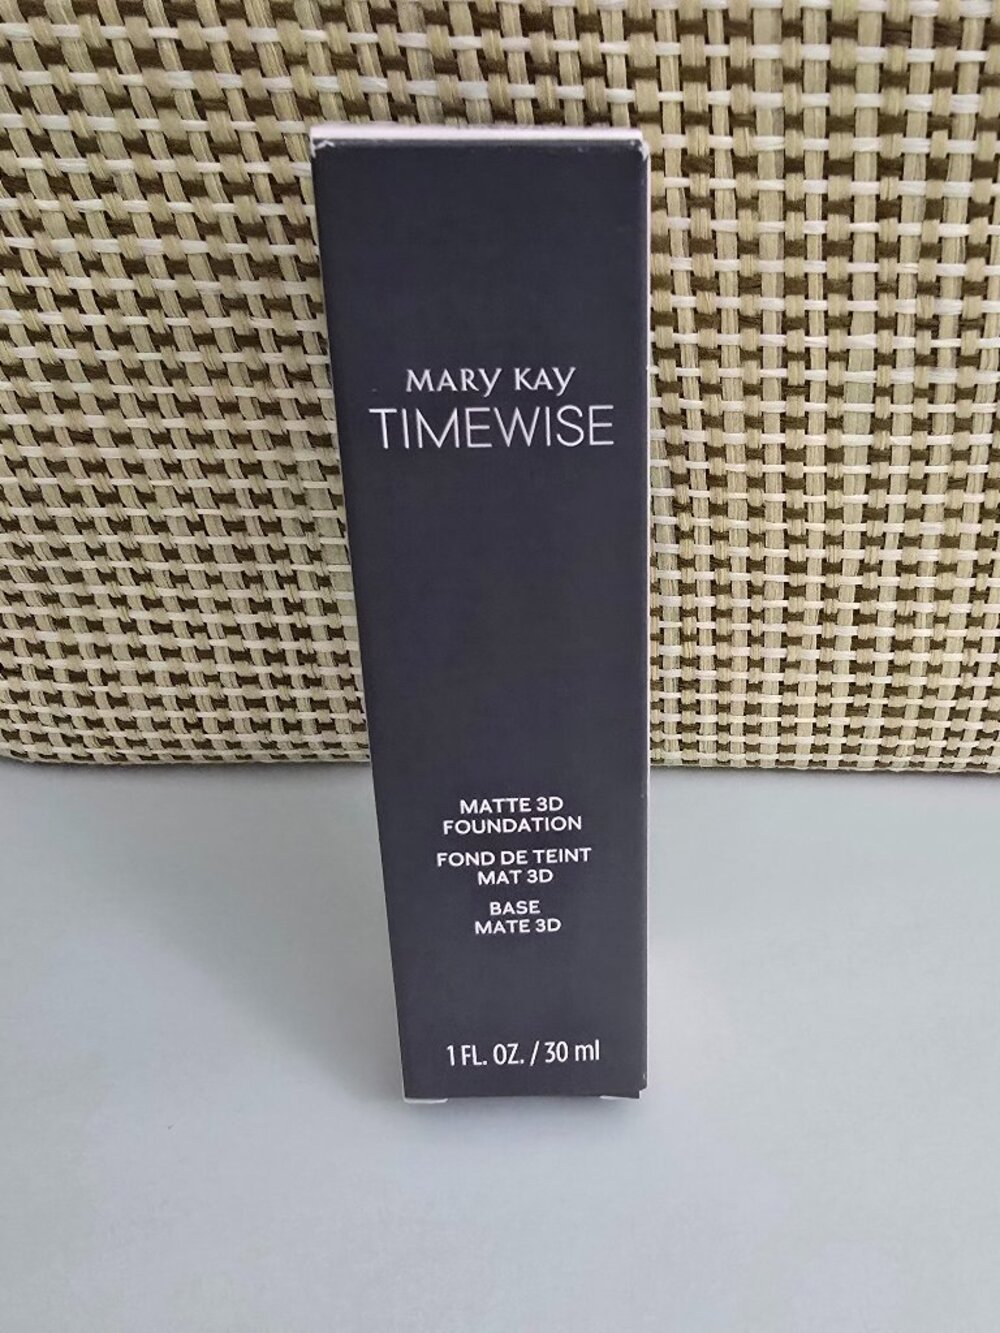 MARY KAY
TIMEWISE
MATTE 3D
FOUNDATION
FOND DE TEINT
MAT 3D
BASE
MATE 3D
1 FL. OZ. / 30 ml